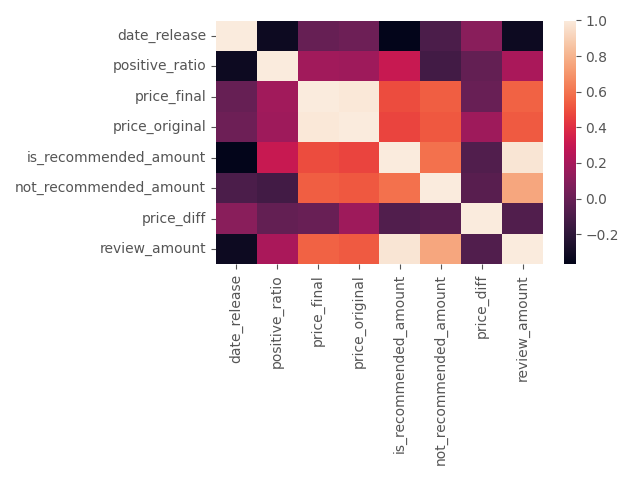 date_release
positive_ratio
price_final
price_original
is_recommended_amount
not_recommended_amount
price_diff
review_amount
date_release
positive_ratio
price_final
price_original
is_recommended_amount
not_recommended_amount
price_diff
review_amount
1.0
0.8
0.6
0.4
0.2
0.0
−0.2